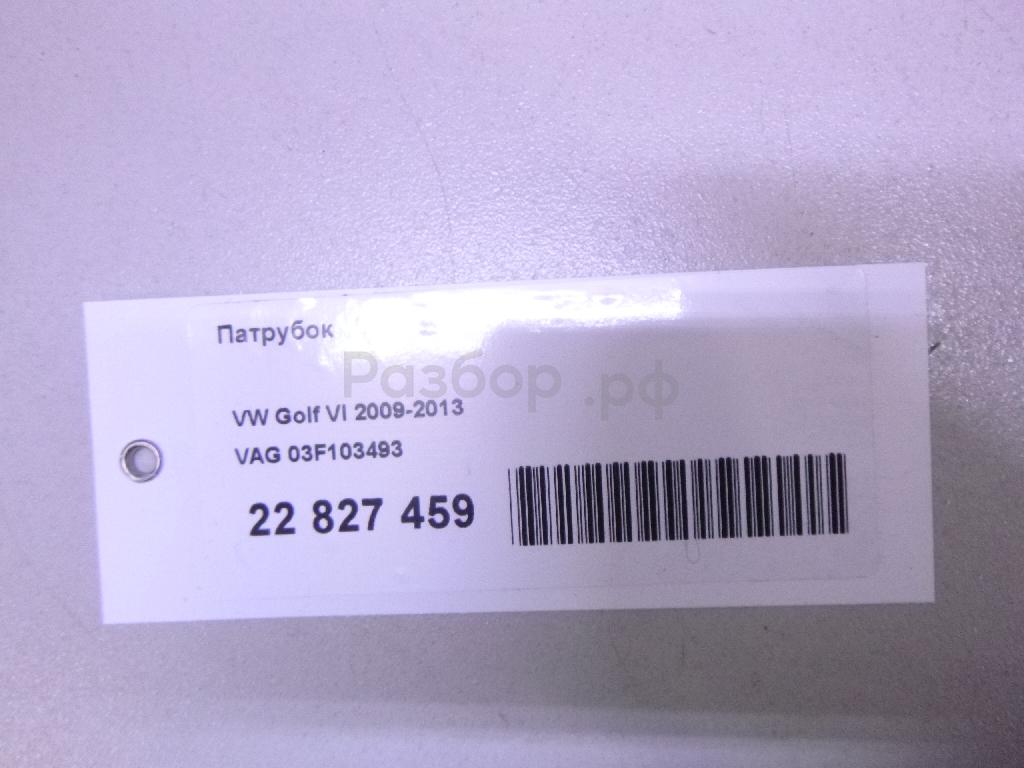 Патрубок
Разбор .рф
VW Golf VI 2009-2013
VAG 03F103493
22 827 459